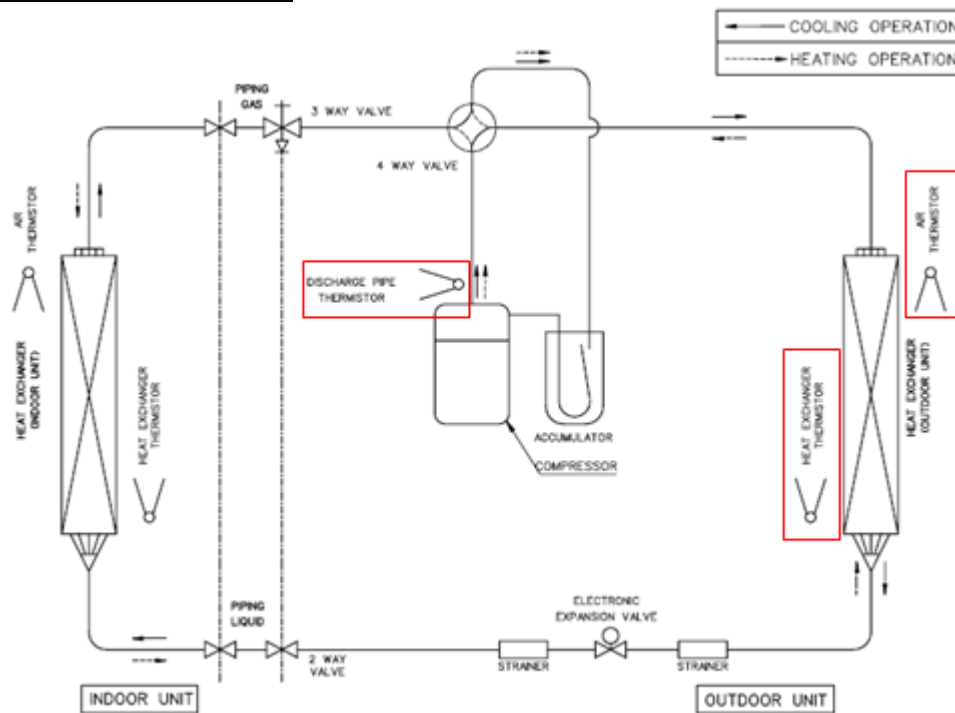 COOLING OPERATION
HEATING OPERATION
PIPING
GAS
3 WAY VALVE
4 WAY VALVE
AIR
THERMISTOR
AIR
THERMISTOR
DISCHARGE PIPE
THERMISTOR
HEAT EXCHANGER
(INDOOR UNIT)
HEAT EXCHANGER
THERMISTOR
HEAT EXCHANGER
THERMISTOR
HEAT EXCHANGER
(OUTDOOR UNIT)
ACCUMULATOR
COMPRESSOR
PIPING
LIQUID
2 WAY
VALVE
ELECTRONIC
EXPANSION VALVE
STRAINER
STRAINER
INDOOR UNIT
OUTDOOR UNIT